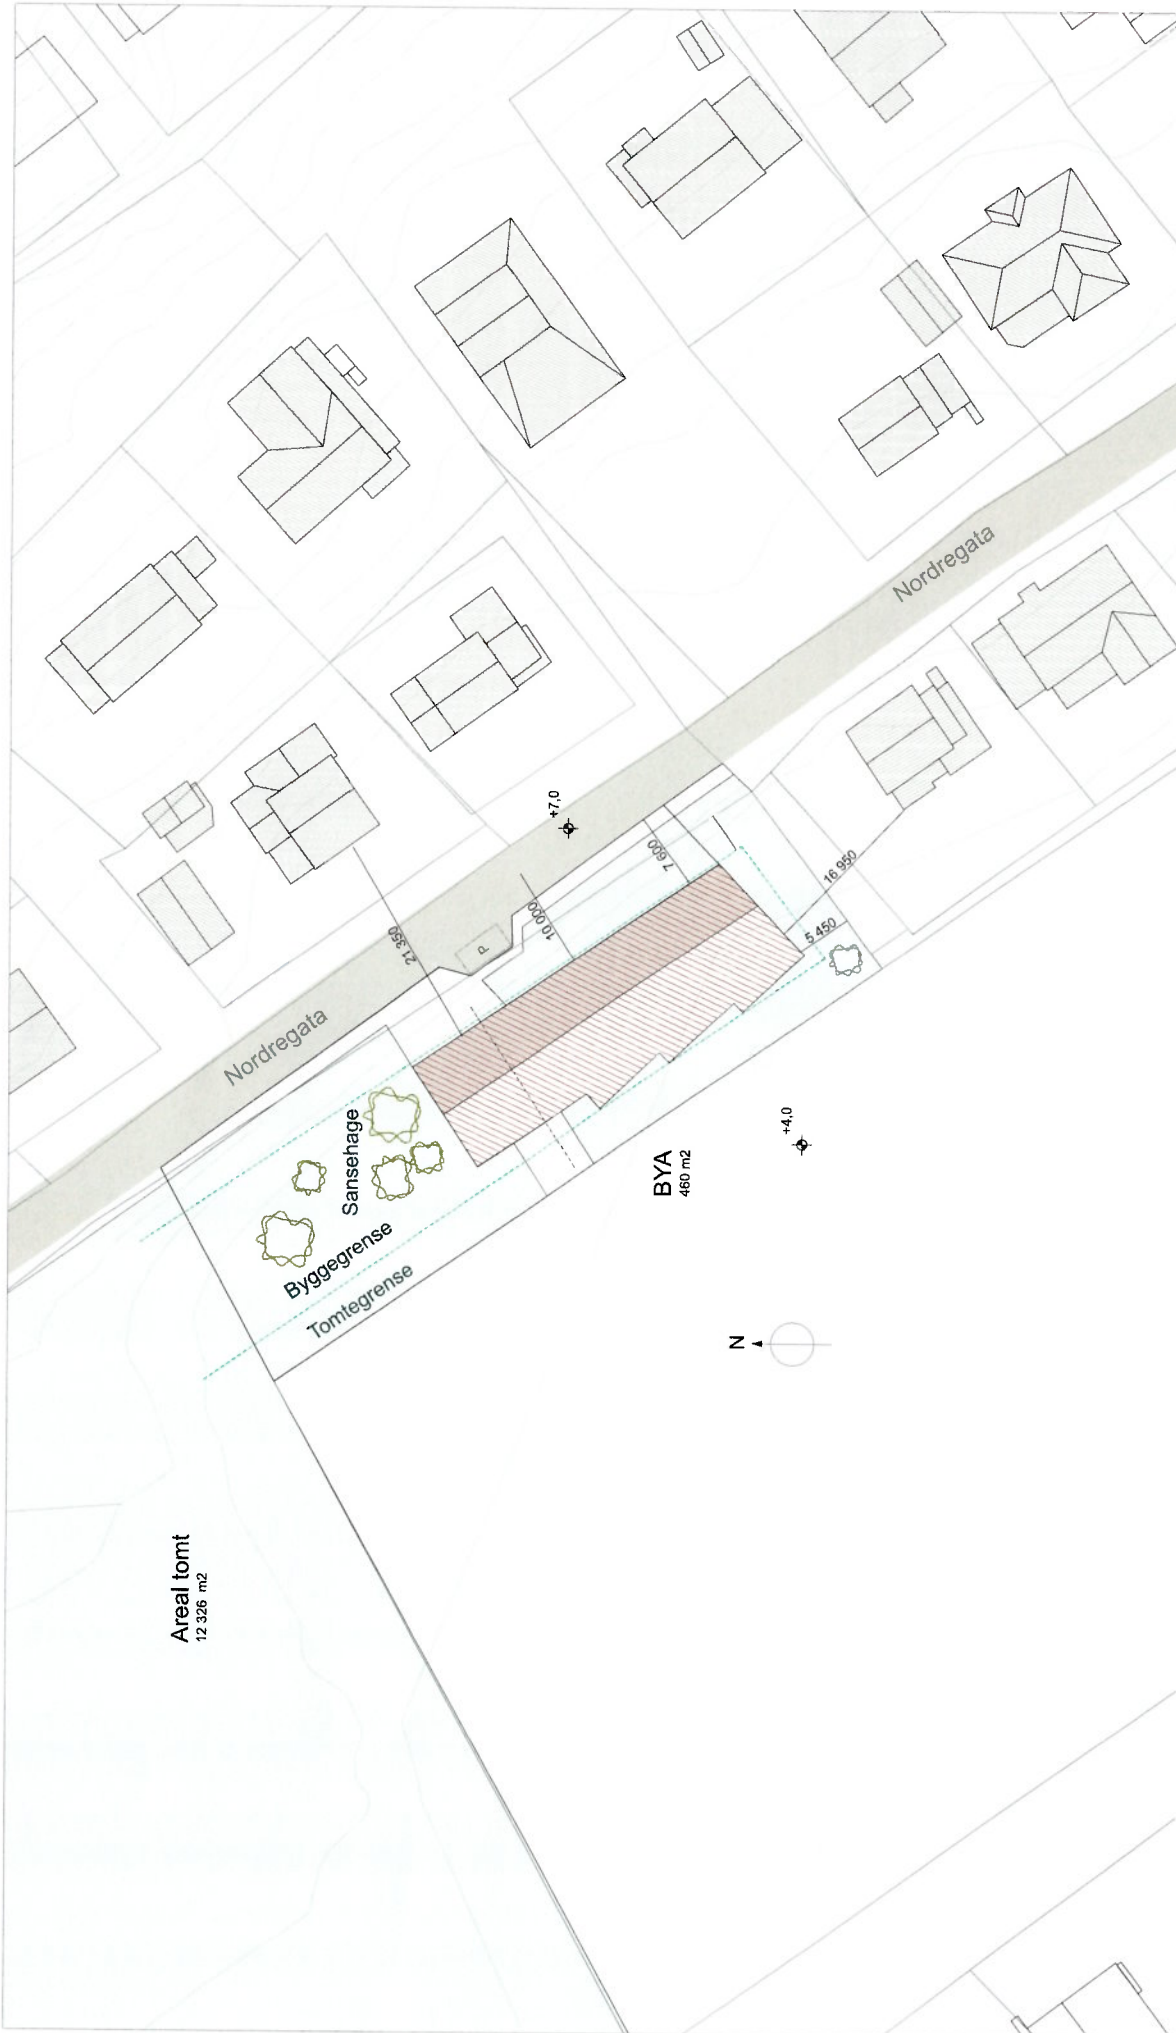 Areal tomt
12 326 m2
Nordregata
Sansehage
Byggegrense
Tomtegrense
21 350
P
10 000
+7,0
7 600
16 950
5 450
BYA
460 m2
+4,0
N
Nordregata